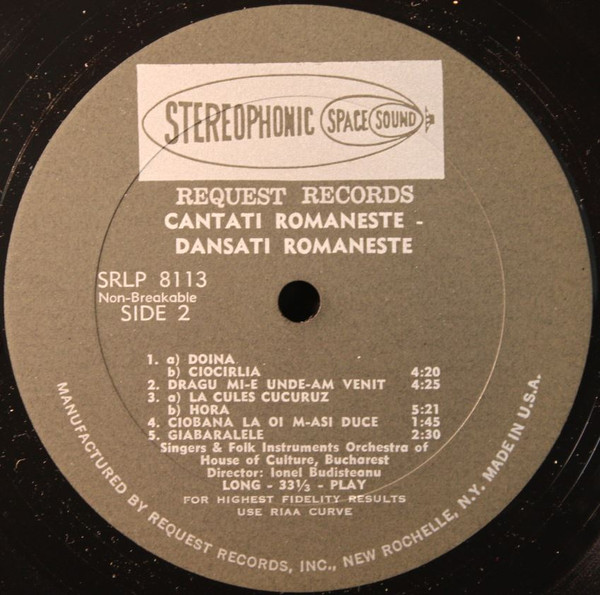 STEREOPHONIC SPACE SOUND
REQUEST RECORDS
CANTATI ROMANESTE -
DANSATI ROMANESTE
SRLP 8113
Non-Breakable
SIDE 2
1. a) DOINA
b) CIOCIRLIA 4:20
2. DRAGU MI-E UNDE-AM VENIT 4:25
3. a) LA CULES CUCURUZ
b) HORA 5:21
4. CIOBANA LA OI M-ASI DUCE 1:45
5. GIABARALELE 2:30
Singers & Folk Instruments Orchestra of
House of Culture, Bucharest
Director: Ionel Budisteanu
LONG - 33⅓ - PLAY
FOR HIGHEST FIDELITY RESULTS
USE RIAA CURVE
MANUFACTURED BY REQUEST RECORDS, INC., NEW ROCHELLE, N.Y. MADE IN U.S.A.